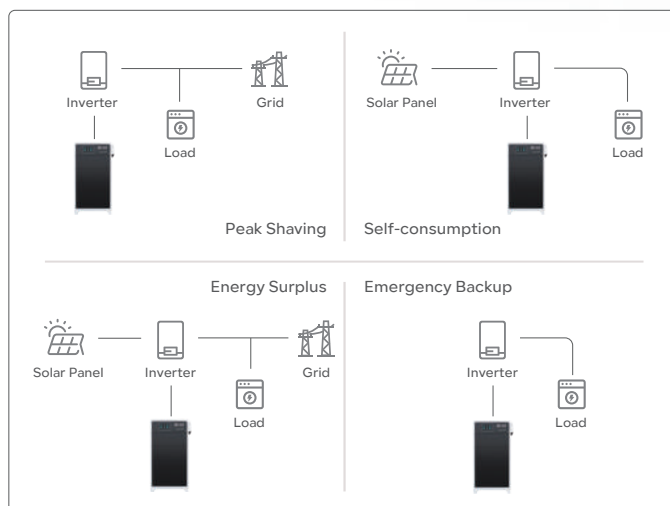 Inverter
Grid
Load
Peak Shaving
Solar Panel
Inverter
Load
Self-consumption
Energy Surplus
Solar Panel
Inverter
Grid
Load
Emergency Backup
Inverter
Load